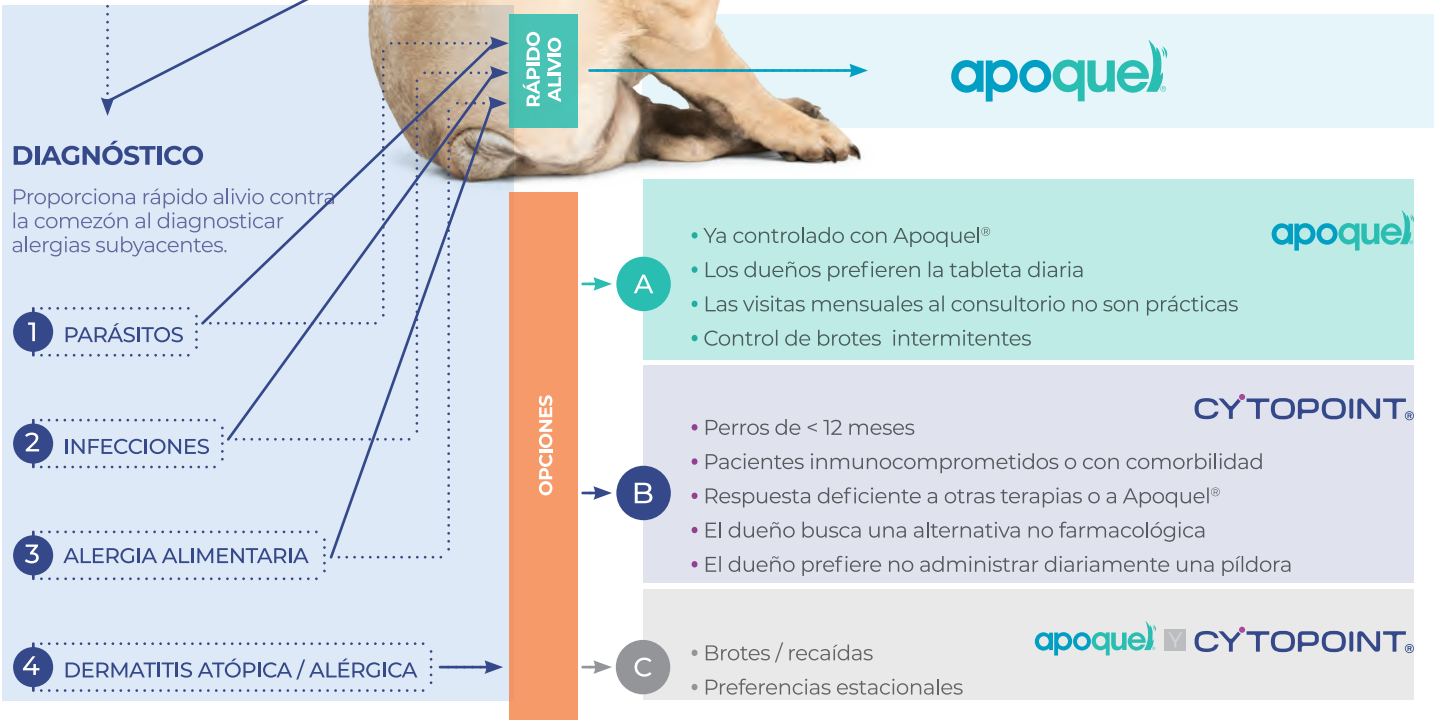 RÁPIDO
ALIVIO
apoquel
DIAGNÓSTICO
Proporciona rápido alivio contra
la comezón al diagnosticar
alergias subyacentes.
1 PARÁSITOS
2 INFECCIONES
3 ALERGIA ALIMENTARIA
4 DERMATITIS ATÓPICA / ALÉRGICA
OPCIONES
A
apoquel
• Ya controlado con Apoquel®
• Los dueños prefieren la tableta diaria
• Las visitas mensuales al consultorio no son prácticas
• Control de brotes intermitentes
B
CYTOPOINT®
• Perros de < 12 meses
• Pacientes inmunocomprometidos o con comorbilidad
• Respuesta deficiente a otras terapias o a Apoquel®
• El dueño busca una alternativa no farmacológica
• El dueño prefiere no administrar diariamente una píldora
C
apoquel Y CYTOPOINT®
• Brotes / recaídas
• Preferencias estacionales